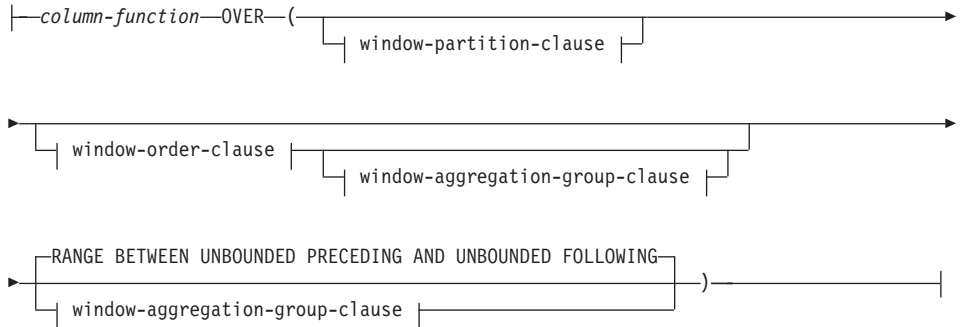 column-function OVER (
window-partition-clause
window-order-clause
window-aggregation-group-clause
RANGE BETWEEN UNBOUNDED PRECEDING AND UNBOUNDED FOLLOWING
)
window-aggregation-group-clause